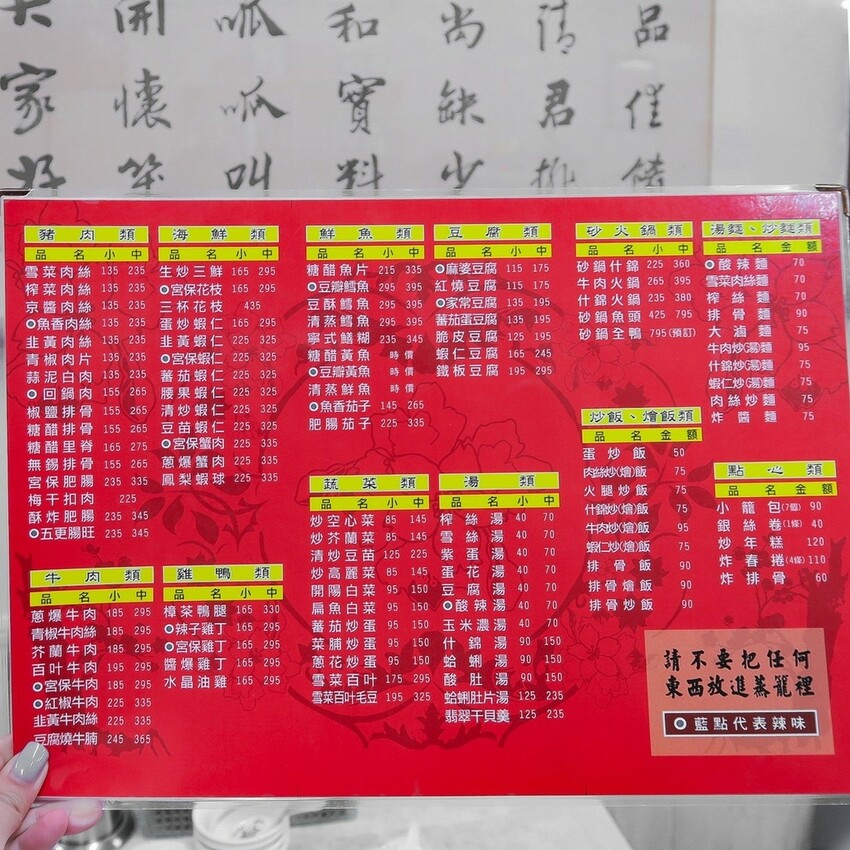 開 呱 和 尚 請 品
家 懷 呱 寶 缺 君 佳
好 笑 叫 料 少
豬肉類
品名小中
雪菜肉絲 135 235
榨菜肉絲 135 235
京醬肉絲 135 235
魚香肉絲 135 235
韭黃肉絲 135 235
青椒肉片 135 235
蒜泥白肉 135 235
回鍋肉 155 265
椒鹽排骨 155 265
糖醋排骨 155 265
糖醋里脊 165 275
無錫排骨 155 265
宮保肥腸 235 335
梅干扣肉 225
酥炸肥腸 235 345
五更腸旺 235 345
海鮮類
品名小中
生炒三鮮 165 295
宮保花枝 165 295
三杯花枝 435
蛋炒蝦仁 165 295
韭黃蝦仁 225 325
宮保蝦仁 225 325
蕃茄蝦仁 225 325
腰果蝦仁 225 325
清炒蝦仁 225 325
豆苗蝦仁 225 325
宮保蟹肉 225 335
蔥爆蟹肉 225 335
鳳梨蝦球 225 335
鮮魚類
品名小中
糖醋魚片 215 335
豆瓣鱈魚 295 395
豆酥鱈魚 295 395
清蒸鱈魚 295 395
寧式鱔糊 235 345
糖醋黃魚 時價
豆瓣黃魚 時價
清蒸鮮魚 時價
魚香茄子 145 265
肥腸茄子 225 335
豆腐類
品名小中
麻婆豆腐 115 175
紅燒豆腐 115 175
家常豆腐 135 195
蕃茄蛋豆腐 135 195
脆皮豆腐 125 195
蝦仁豆腐 165 245
鐵板豆腐 195 295
砂火鍋類
品名小中
砂鍋什錦 225 360
牛肉火鍋 265 395
什錦火鍋 235 380
砂鍋魚頭 425 795
砂鍋全鴨 795(預訂)
湯麵、炒麵類
品名金額
酸辣麵 70
雪菜肉絲麵 70
榨絲麵 70
排骨麵 90
大滷麵 75
牛肉炒(湯)麵 95
什錦炒(湯)麵 75
蝦仁炒(湯)麵 75
肉絲炒麵 75
炸醬麵 75
炒飯、燴飯類
品名金額
蛋炒飯 50
肉絲炒(燴)飯 75
火腿炒飯 75
什錦炒(燴)飯 75
牛肉炒(燴)飯 95
蝦仁炒(燴)飯 75
排骨飯 90
排骨燴飯 90
排骨炒飯 90
點心類
品名金額
小籠包(7個) 90
銀絲卷(1條) 40
炒年糕 120
炸春捲(4條) 110
炸排骨 60
蔬菜類
品名小中
炒空心菜 85 145
炒芥蘭菜 85 145
清炒豆苗 125 225
炒高麗菜 85 145
開陽白菜 95 150
扁魚白菜 95 150
蕃茄炒蛋 95 150
菜脯炒蛋 95 150
蔥花炒蛋 95 150
雪菜百叶 175 295
雪菜百叶毛豆 195 325
湯類
品名小中
榨絲湯 40 70
雪絲湯 40 70
紫蛋湯 40 70
蛋花湯 40 70
豆腐湯 40 70
酸辣湯 40 70
玉米濃湯 40 70
什錦湯 90 150
蛤蜊湯 90 150
酸肚湯 90 150
蛤蜊肚片湯 125 235
翡翠干貝羹 125 235
牛肉類
品名小中
蔥爆牛肉 185 295
青椒牛肉絲 185 295
芥蘭牛肉 185 295
百叶牛肉 195 295
宮保牛肉 185 295
紅椒牛肉 225 335
韭黃牛肉絲 225 335
豆腐燒牛腩 245 365
雞鴨類
品名小中
樟茶鴨腿 165 330
辣子雞丁 165 295
宮保雞丁 165 295
醬爆雞丁 165 295
水晶油雞 165 295
請不要把任何
東西放進蒸籠裡
藍點代表辣味